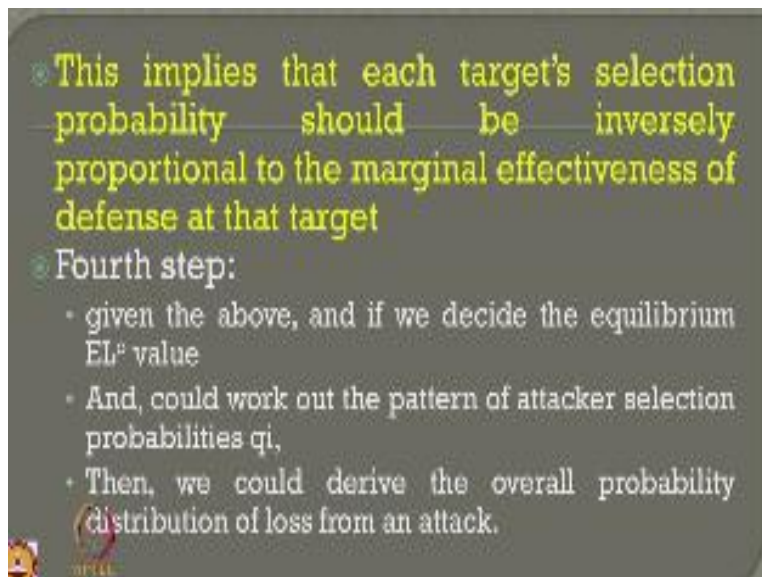 This implies that each target's selection
probability should be inversely
proportional to the marginal effectiveness of
defense at that target
Fourth step:
given the above, and if we decide the equilibrium
EL* value
And, could work out the pattern of attacker selection
probabilities qi,
Then, we could derive the overall probability
distribution of loss from an attack.